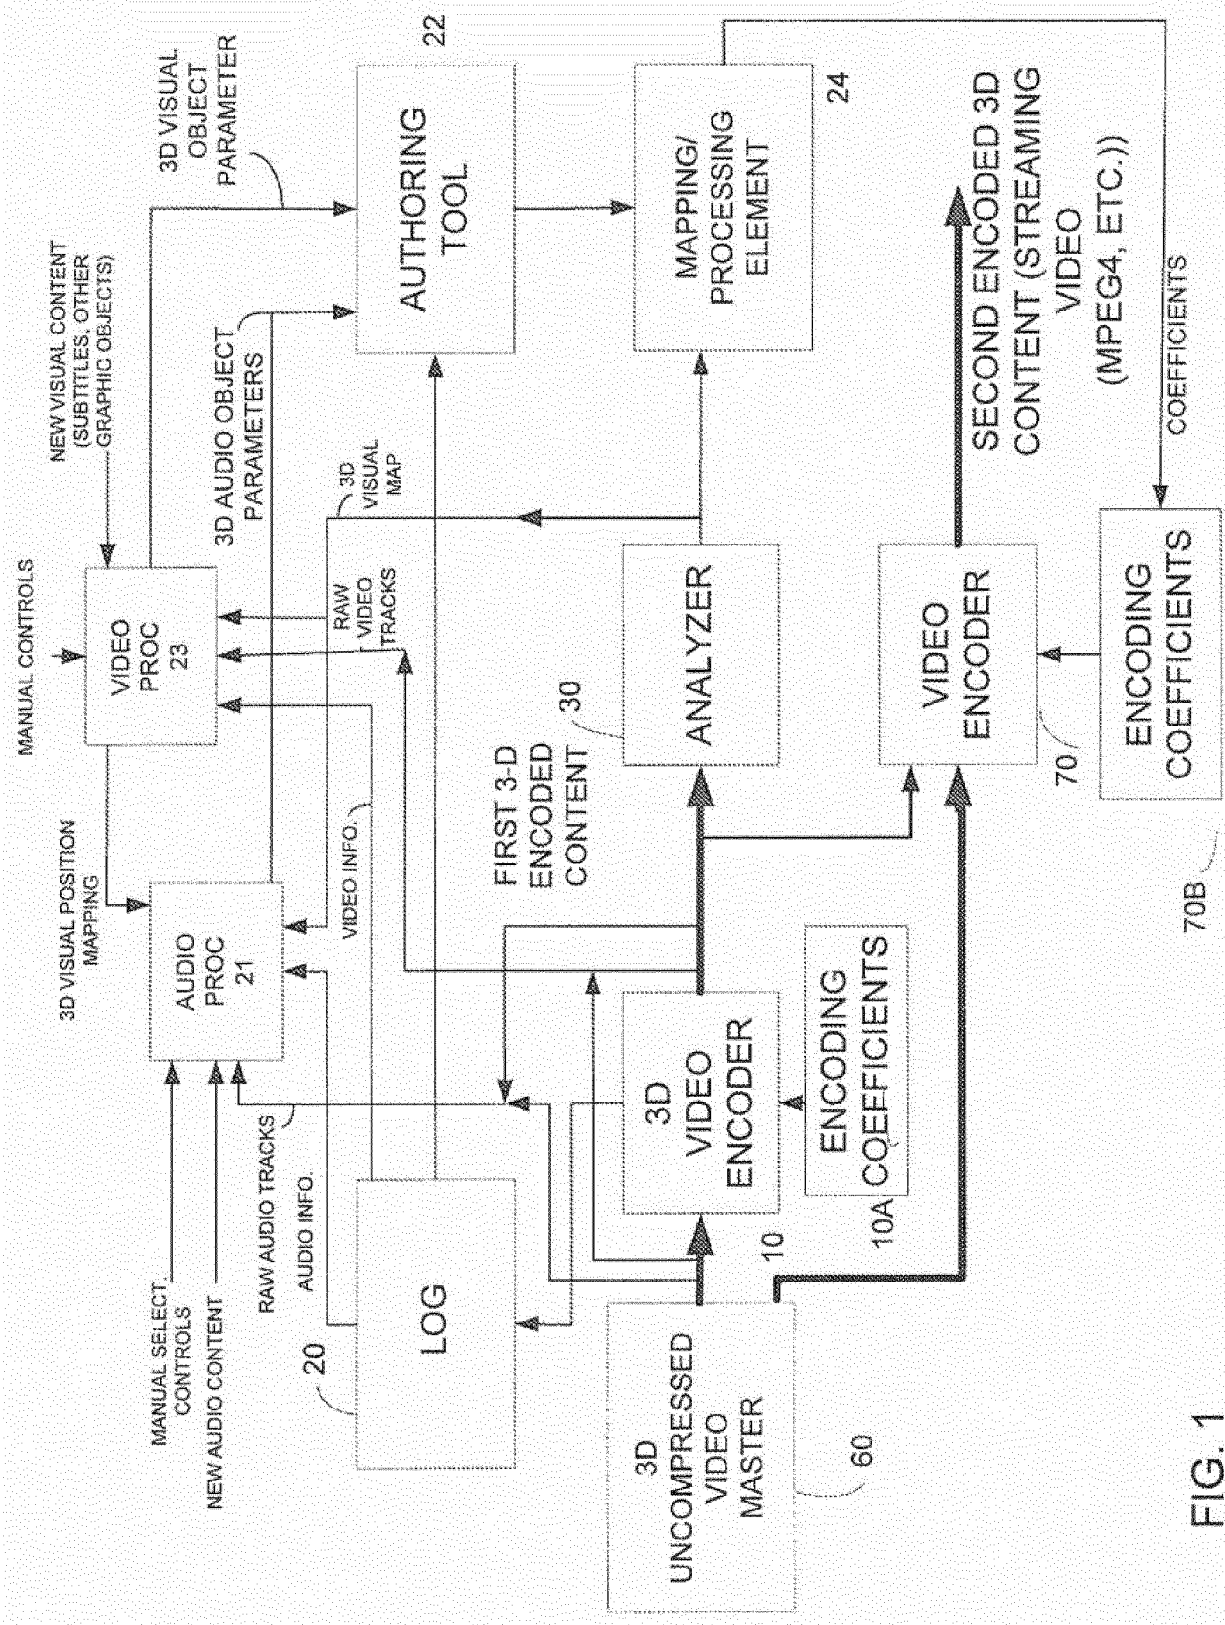 MANUAL SELECT
CONTROLS
NEW AUDIO CONTENT
3D VISUAL POSITION
MAPPING
MANUAL CONTROLS
NEW VISUAL CONTENT
(SUBTITLES, OTHER
GRAPHIC OBJECTS)
3D VISUAL
OBJECT
PARAMETER
AUDIO
PROC
21
VIDEO
PROC
23
3D AUDIO OBJECT
PARAMETERS
RAW AUDIO TRACKS
AUDIO INFO.
VIDEO INFO.
RAW
VIDEO
TRACKS
3D
VISUAL
MAP
20
LOG
AUTHORING
TOOL
22
FIRST 3-D
ENCODED
CONTENT
30
3D
UNCOMPRESSED
VIDEO
MASTER
60
3D
VIDEO
ENCODER
10
ANALYZER
MAPPING/
PROCESSING
ELEMENT
24
ENCODING
COEFFICIENTS
10A
VIDEO
ENCODER
70
SECOND ENCODED 3D
CONTENT (STREAMING
VIDEO
(MPEG4, ETC.))
ENCODING
COEFFICIENTS
70B
COEFFICIENTS
FIG. 1